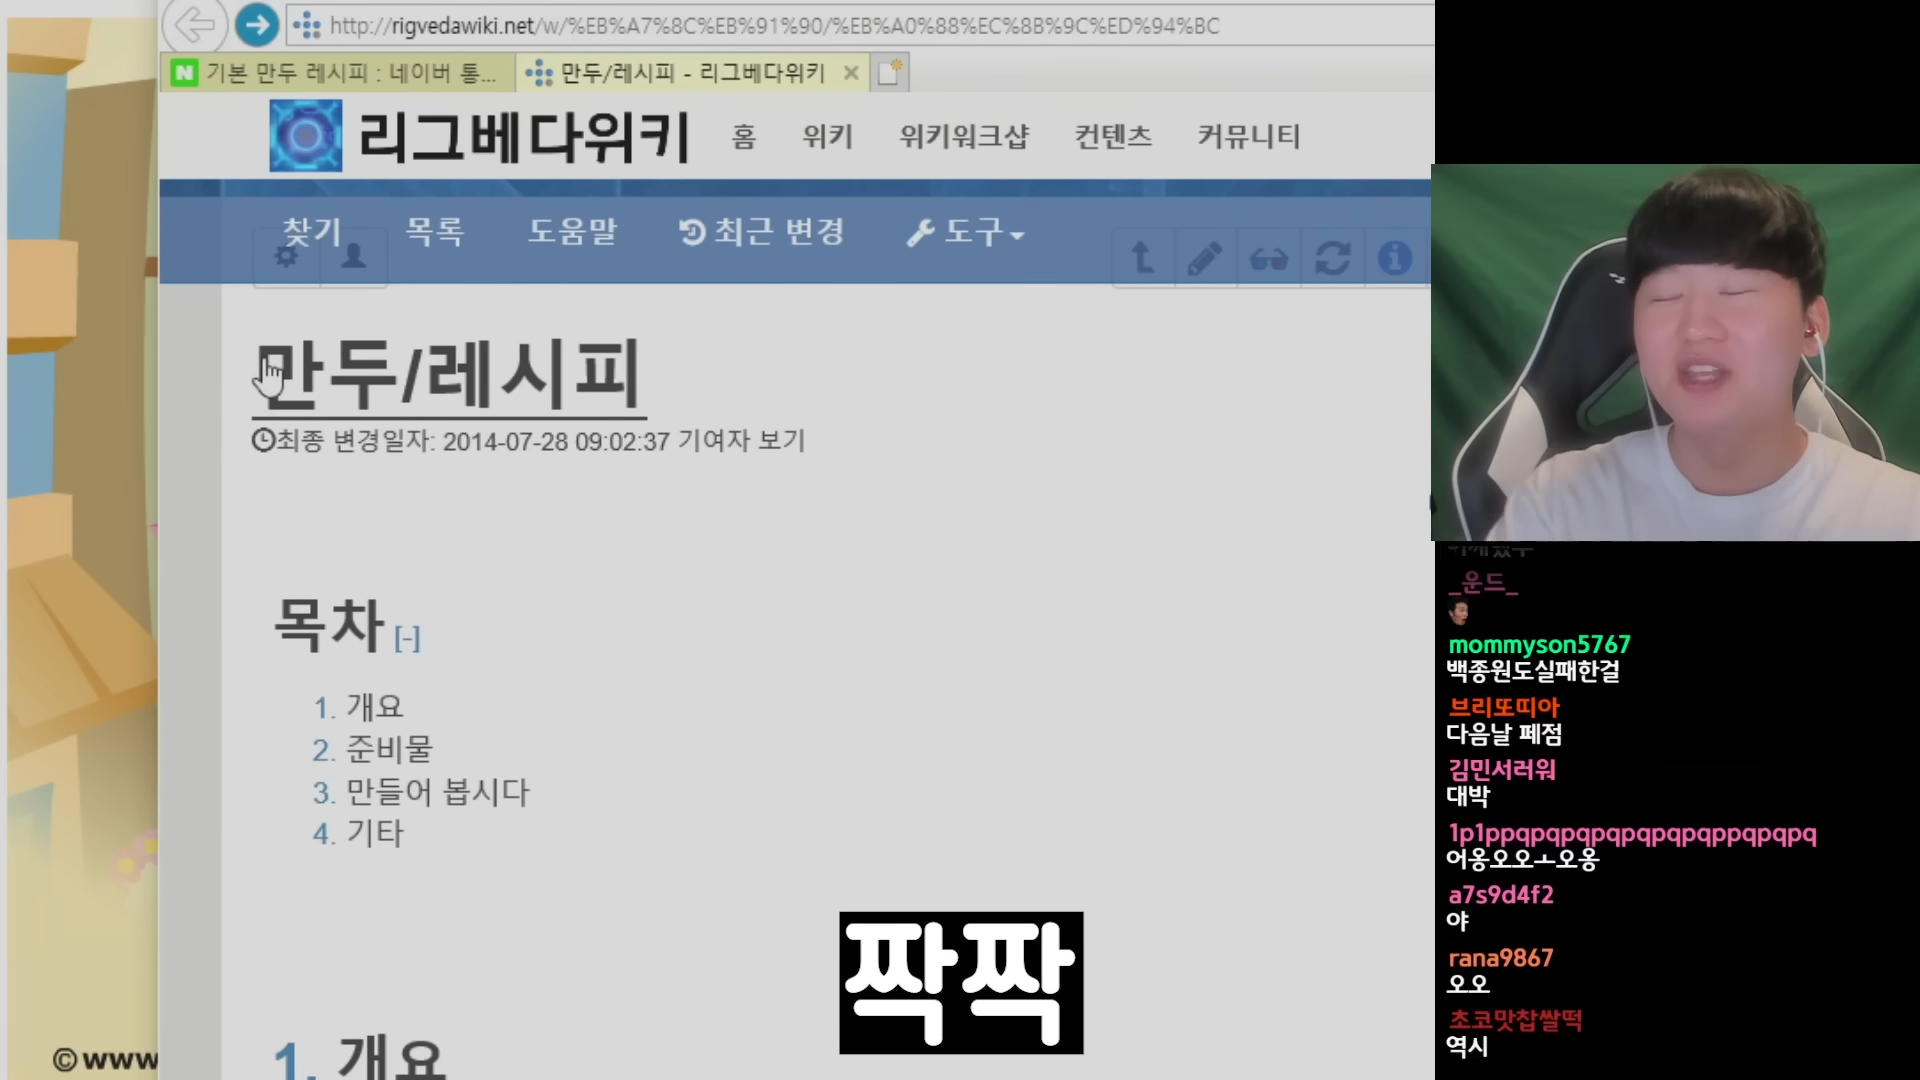 http://rigvedawiki.net/w/%EB%A7%8C%EB%91%90/%EB%A0%88%EC%8B%9C%ED%94%BC
기본 만두 레시피 : 네이버 통...
만두/레시피 - 리그베다위키
리그베다위키 홈 위키 위키워크샵 컨텐츠 커뮤니티
찾기 목록 도움말 최근 변경 도구
만두/레시피
최종 변경일자: 2014-07-28 09:02:37 기여자 보기
목차 [-]
1. 개요
2. 준비물
3. 만들어 봅시다
4. 기타
1. 개요
짝짝
© www
_운드_
mommyson5767
백종원도실패한걸
브리또띠아
다음날 폐점
김민서러워
대박
1p1ppqpqpqpqpqpqppqpqpq
어옹오오ㅗ오옹
a7s9d4f2
야
rana9867
오오
초코맛찹쌀떡
역시